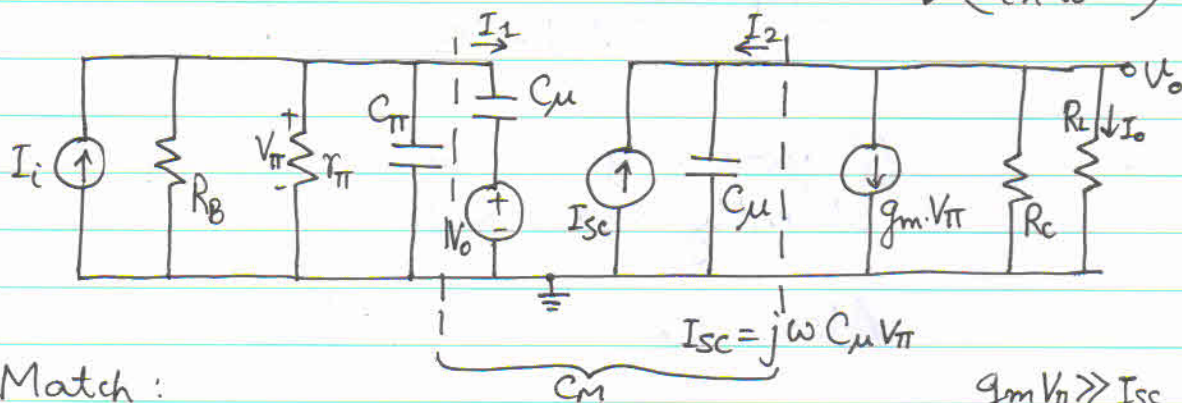 I1
I2
Cμ
Cπ
Vo
RL
Io
Ii
+
Vπ
-
rπ
RB
+
-
Vo
Isc
Cμ
gm.Vπ
Rc
Isc = jω Cμ Vπ
CM
Match :
gm Vπ ≫ Isc